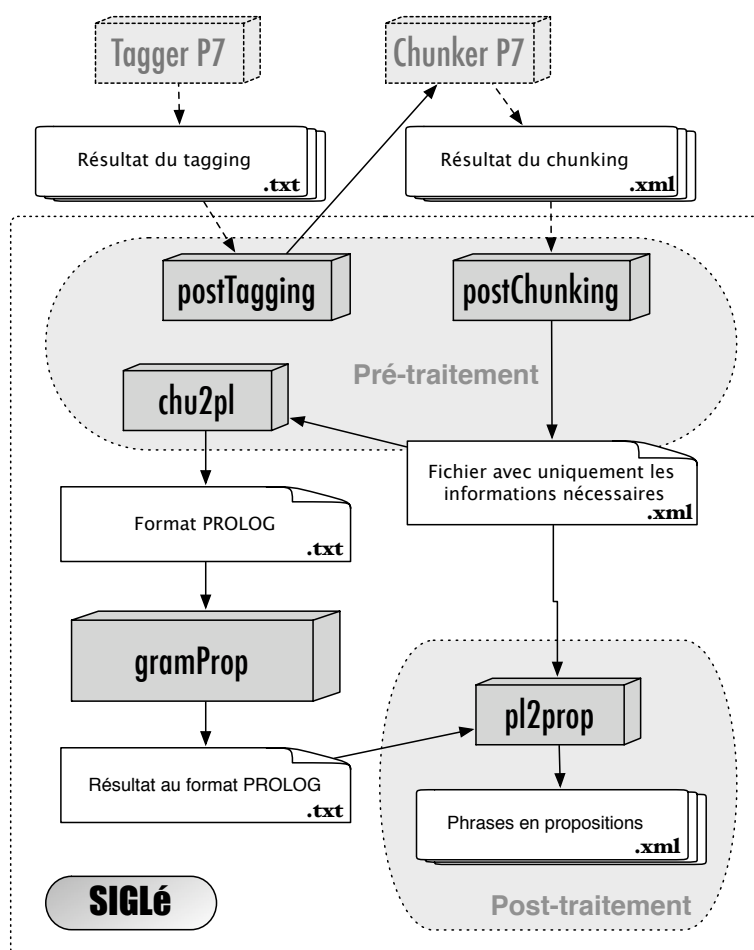 Tagger P7
Chunker P7
Résultat du tagging
.txt
Résultat du chunking
.xml
postTagging
postChunking
Pré-traitement
chu2pl
Fichier avec uniquement les
informations nécessaires
.xml
Format PROLOG
.txt
gramProp
pl2prop
Résultat au format PROLOG
.txt
Phrases en propositions
.xml
SIGLé
Post-traitement